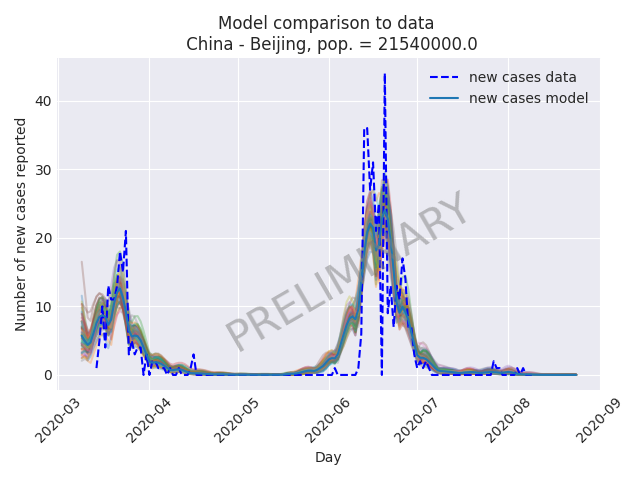 Model comparison to data
China - Beijing, pop. = 21540000.0
new cases data
new cases model
PRELIMINARY
Number of new cases reported
40
30
20
10
0
2020-03
2020-04
2020-05
2020-06
2020-07
2020-08
2020-09
Day